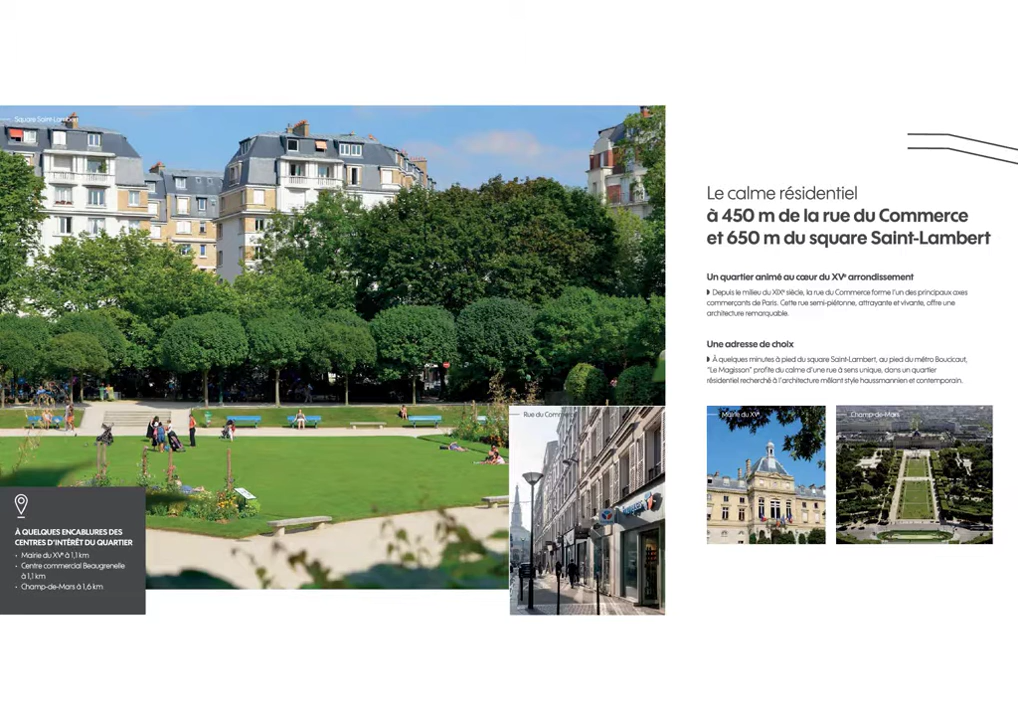 Square Saint-Lambert
Le calme résidentiel
à 450 m de la rue du Commerce
et 650 m du square Saint-Lambert
Un quartier animé au cœur du XVᵉ arrondissement
Depuis le milieu du XIXᵉ siècle, la rue du Commerce forme l’un des principaux axes
commerçants de Paris. Cette rue semi-piétonne, attrayante et vivante, offre une
architecture remarquable.
Une adresse de choix
À quelques minutes à pied du square Saint-Lambert, au pied du métro Boucicaut,
“Le Magisson” profite du calme d’une rue à sens unique, dans un quartier
résidentiel recherché à l’architecture mêlant style haussmannien et contemporain.
Rue du Commerce
Mairie du XVᵉ
Champ-de-Mars
À QUELQUES ENCABLURES DES
CENTRES D’INTÉRÊT DU QUARTIER
• Mairie du XVᵉ à 1,1 km
• Centre commercial Beaugrenelle
à 1,1 km
• Champ-de-Mars à 1,6 km